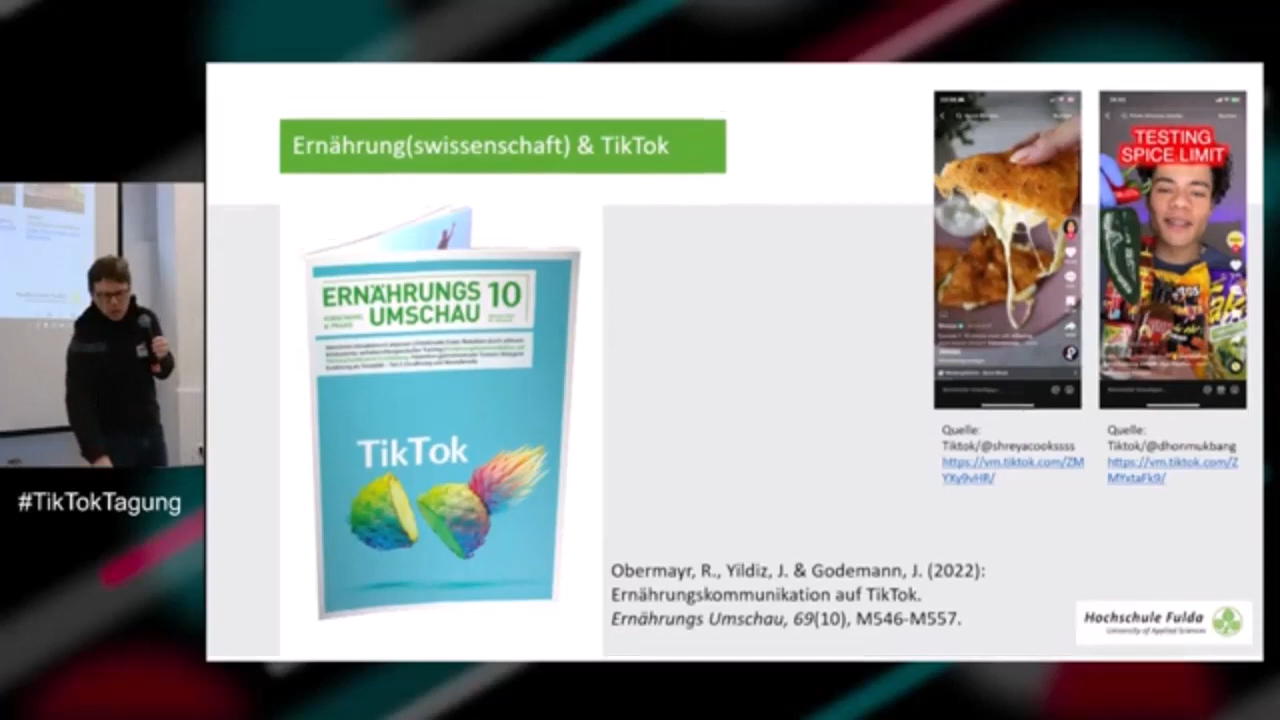 Ernährung(swissenschaft) & TikTok
ERNÄHRUNGS
UMSCHAU
10
FORSCHUNG
& PRAXIS
TikTok
TESTING
SPICE LIMIT
Quelle:
Tiktok/@shreyacookssss
https://vm.tiktok.com/ZM
YXy9vHR/
Quelle:
Tiktok/@dhonmukbang
https://vm.tiktok.com/Z
MYxtaFk9/
#TikTokTagung
Obermayr, R., Yildiz, J. & Godemann, J. (2022):
Ernährungskommunikation auf TikTok.
Ernährungs Umschau, 69(10), M546-M557.
Hochschule Fulda
University of Applied Sciences